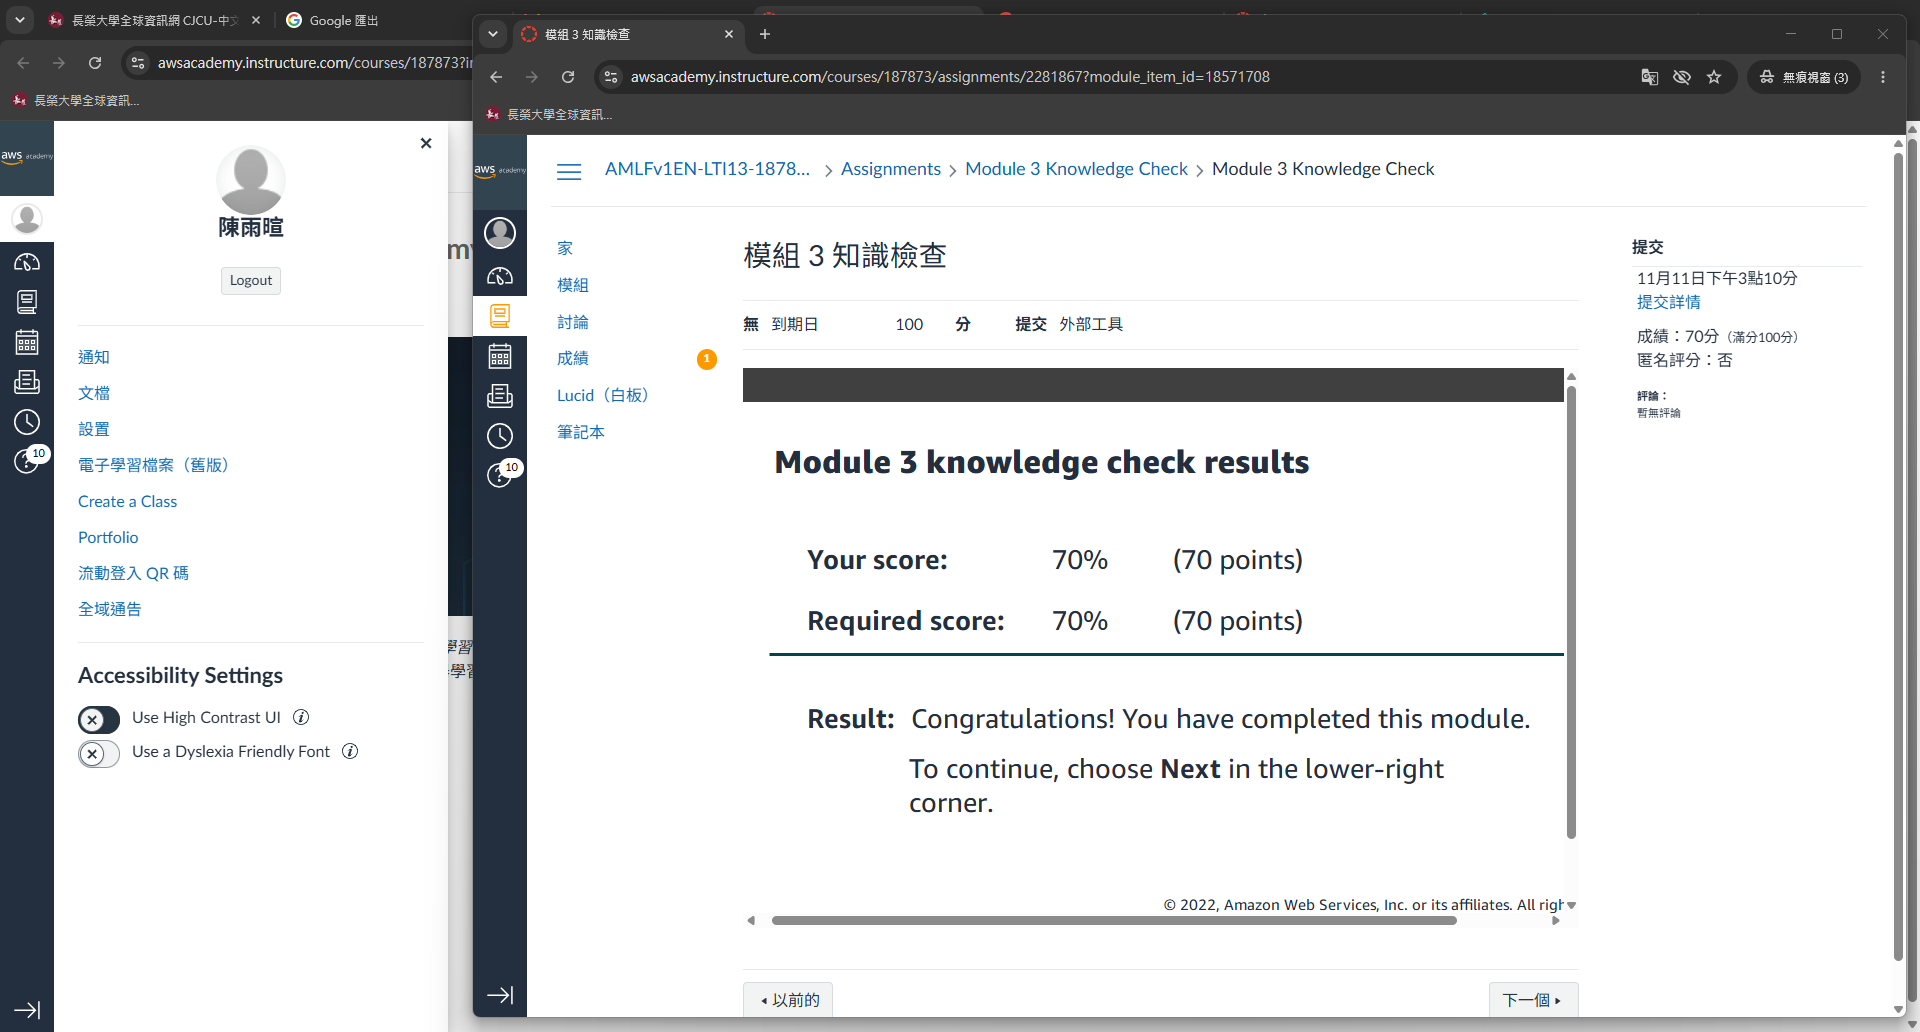 長榮大學全球資訊網 CJCU-中文
Google 匯出
awsacademy.instructure.com/courses/187873?in
長榮大學全球資訊...
aws academy
陳雨暄
Logout
通知
文檔
設置
電子學習檔案（舊版）
Create a Class
Portfolio
流動登入 QR 碼
全域通告
Accessibility Settings
Use High Contrast UI
Use a Dyslexia Friendly Font
10
學習
學習
模組 3 知識檢查
awsacademy.instructure.com/courses/187873/assignments/2281867?module_item_id=18571708
無痕視窗 (3)
長榮大學全球資訊...
aws academy
10
AMLFv1EN-LTI13-1878...
Assignments
Module 3 Knowledge Check
Module 3 Knowledge Check
家
模組
討論
成績
1
Lucid（白板）
筆記本
模組 3 知識檢查
無 到期日 100 分 提交 外部工具
Module 3 knowledge check results
Your score: 70% (70 points)
Required score: 70% (70 points)
Result: Congratulations! You have completed this module.
To continue, choose Next in the lower-right
corner.
© 2022, Amazon Web Services, Inc. or its affiliates. All righ
以前的
下一個
提交
11月11日下午3點10分
提交詳情
成績：70分（滿分100分）
匿名評分：否
評論：
暫無評論